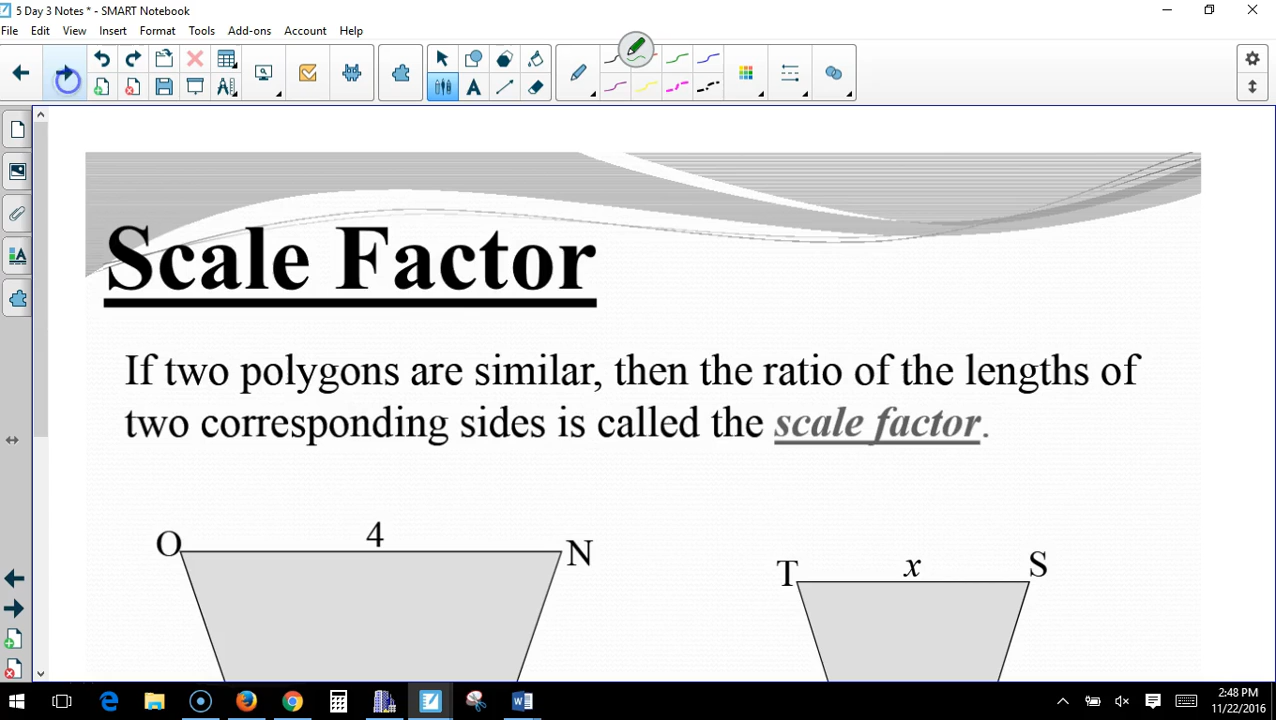 5 Day 3 Notes * - SMART Notebook
File Edit View Insert Format Tools Add-ons Account Help
Scale Factor
If two polygons are similar, then the ratio of the lengths of
two corresponding sides is called the scale factor.
O 4 N
T x S
2:48 PM
11/22/2016